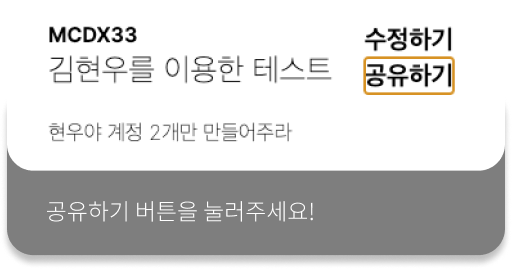 MCDX33
수정하기
김현우를 이용한 테스트
공유하기
현우야 계정 2개만 만들어주라
공유하기 버튼을 눌러주세요!